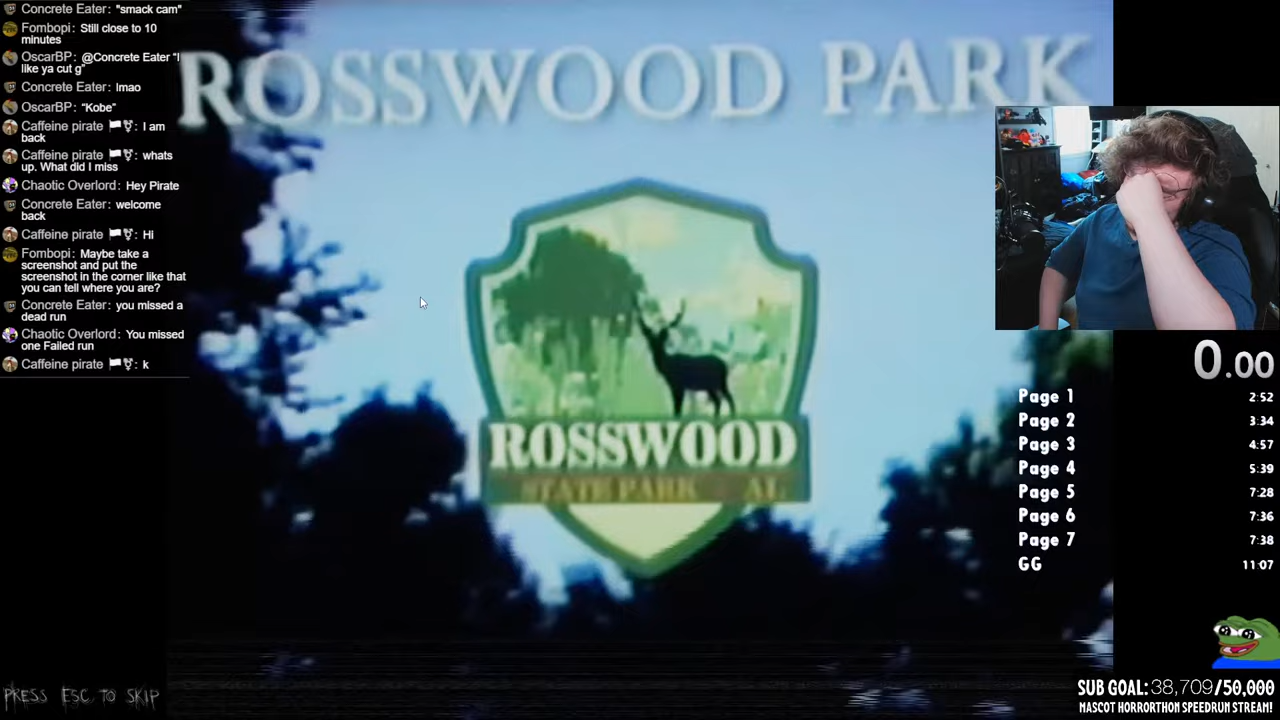 Concrete Eater: "smack cam"
Fombopi: Still close to 10
minutes
OscarBP: @Concrete Eater "I
like ya cut g"
Concrete Eater: lmao
OscarBP: "Kobe"
Caffeine pirate 🏳⚧: I am
back
Caffeine pirate 🏳⚧: whats
up. What did I miss
Chaotic Overlord: Hey Pirate
Concrete Eater: welcome
back
Caffeine pirate 🏳⚧: Hi
Fombopi: Maybe take a
screenshot and put the
screenshot in the corner like that
you can tell where you are?
Concrete Eater: you missed a
dead run
Chaotic Overlord: You missed
one Failed run
Caffeine pirate 🏳⚧: k
ROSSWOOD PARK
ROSSWOOD
STATE PARK AL
0.00
Page 1 2:52
Page 2 3:34
Page 3 4:57
Page 4 5:39
Page 5 7:28
Page 6 7:36
Page 7 7:38
GG 11:07
PRESS ESC TO SKIP
SUB GOAL: 38,709/50,000
MASCOT HORRORTHON SPEEDRUN STREAM!